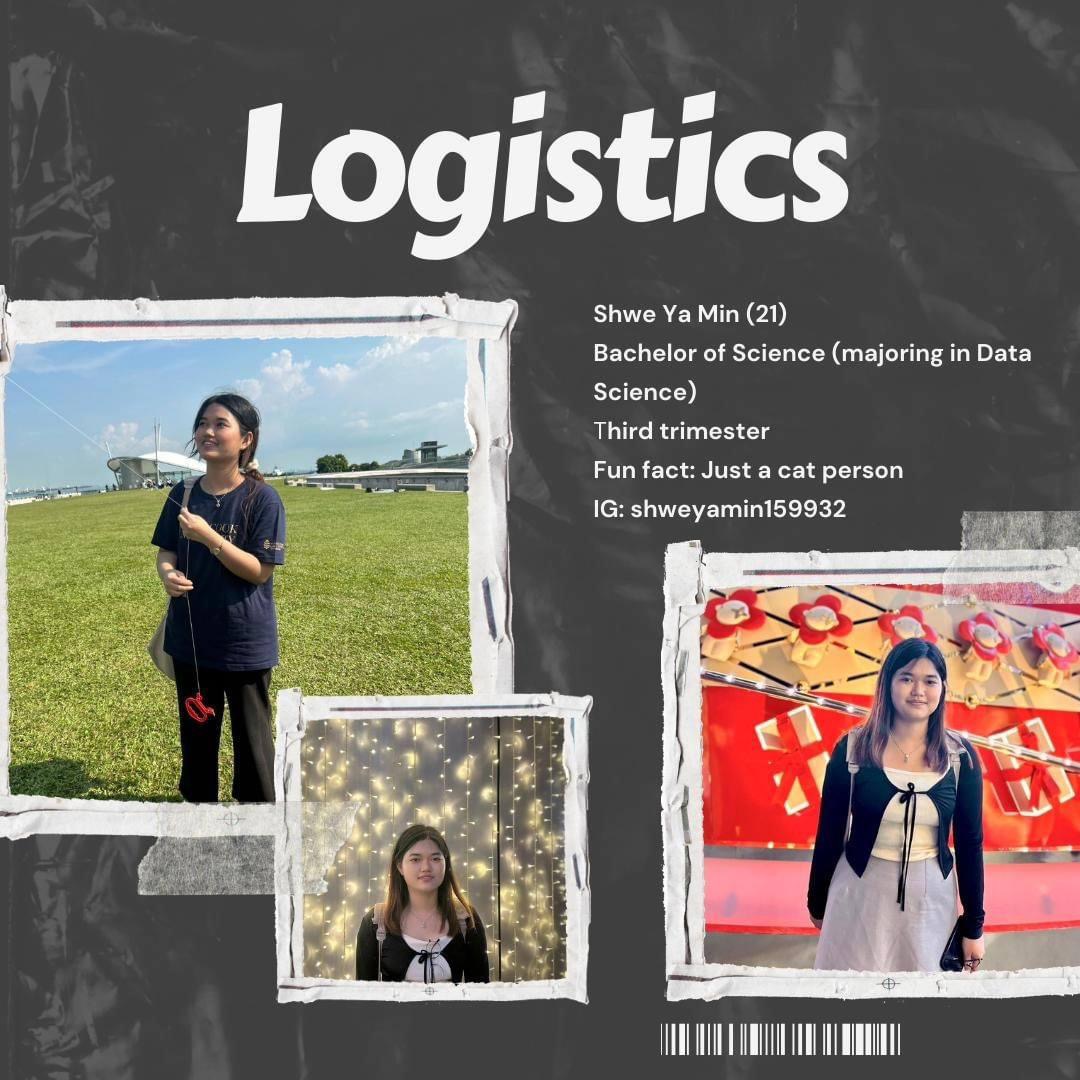 Logistics
Shwe Ya Min (21)
Bachelor of Science (majoring in Data
Science)
Third trimester
Fun fact: Just a cat person
IG: shweyamin159932
COOK